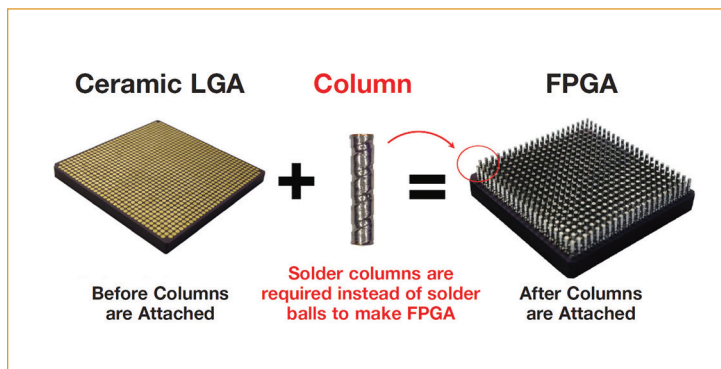 Ceramic LGA
Column
FPGA
+
=
Before Columns
are Attached
Solder columns are
required instead of solder
balls to make FPGA
After Columns
are Attached